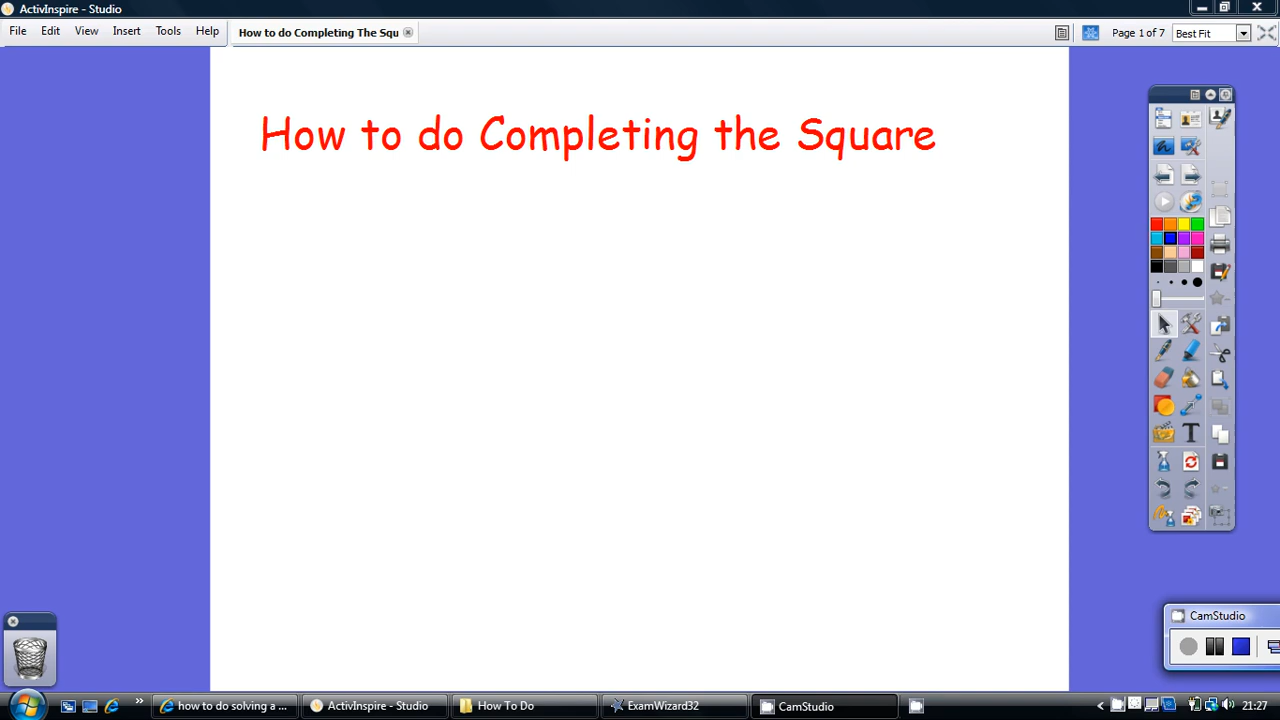 ActivInspire - Studio
File Edit View Insert Tools Help
How to do Completing The Squ
Page 1 of 7
Best Fit
How to do Completing the Square
T
CamStudio
how to do solving a ...
ActivInspire - Studio
How To Do
ExamWizard32
CamStudio
21:27